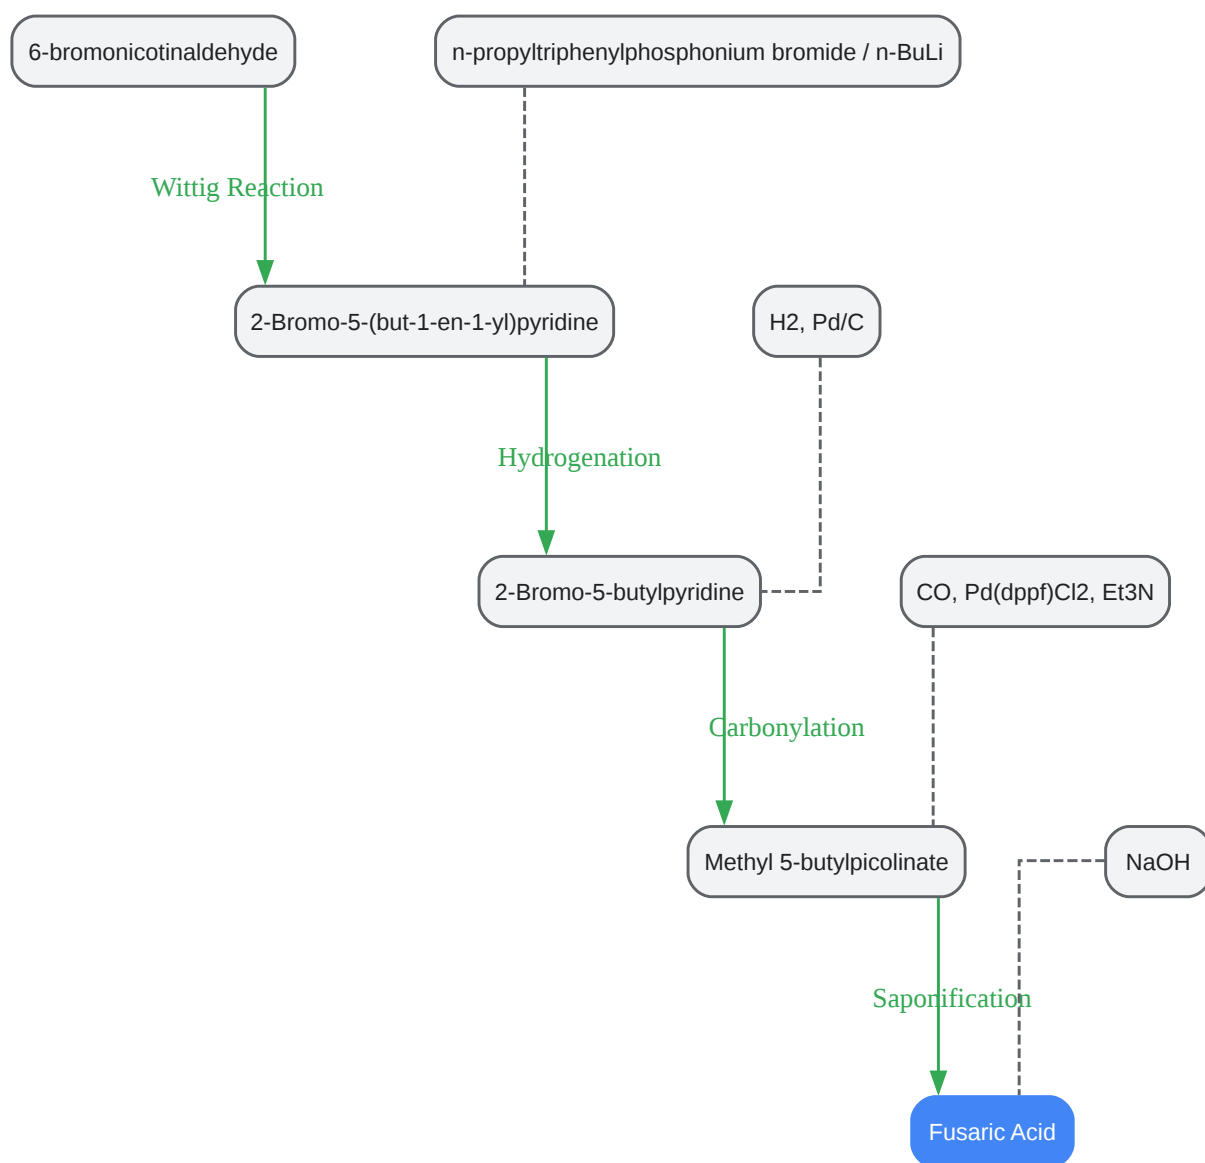 6-bromonicotinaldehyde
n-propyltriphenylphosphonium bromide / n-BuLi
Wittig Reaction
2-Bromo-5-(but-1-en-1-yl)pyridine
H2, Pd/C
Hydrogenation
2-Bromo-5-butylpyridine
CO, Pd(dppf)Cl2, Et3N
Carbonylation
Methyl 5-butylpicolinate
NaOH
Saponification
Fusaric Acid